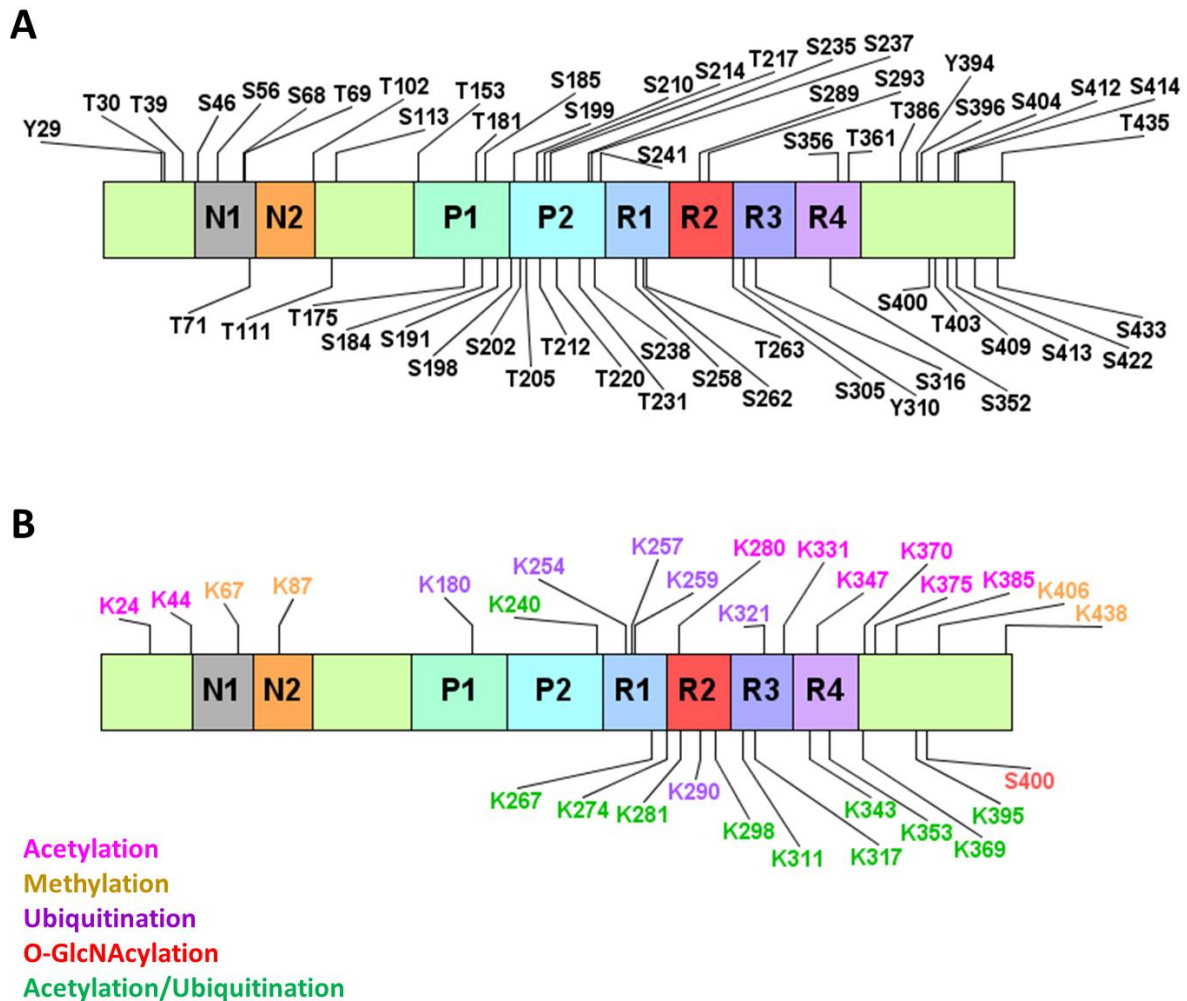 A
Y29 T30 T39 S46 S56 S68 T69 T102 S113 T153 T181 S185 S199 S210 S214 T217 S235 S237 S241 S289 S293 S356 T361 T386 Y394 S396 S404 S412 S414 T435
N1 N2 P1 P2 R1 R2 R3 R4
T71 T111 T175 S184 S191 S198 S202 T205 T212 T220 T231 S238 S258 S262 T263 S305 Y310 S316 S352 S400 T403 S409 S413 S422 S433
B
K24 K44 K67 K87 K180 K240 K254 K257 K259 K280 K321 K331 K347 K370 K375 K385 K406 K438
N1 N2 P1 P2 R1 R2 R3 R4
K267 K274 K281 K290 K298 K311 K317 K343 K353 K369 K395 S400
Acetylation
Methylation
Ubiquitination
O-GlcNAcylation
Acetylation/Ubiquitination